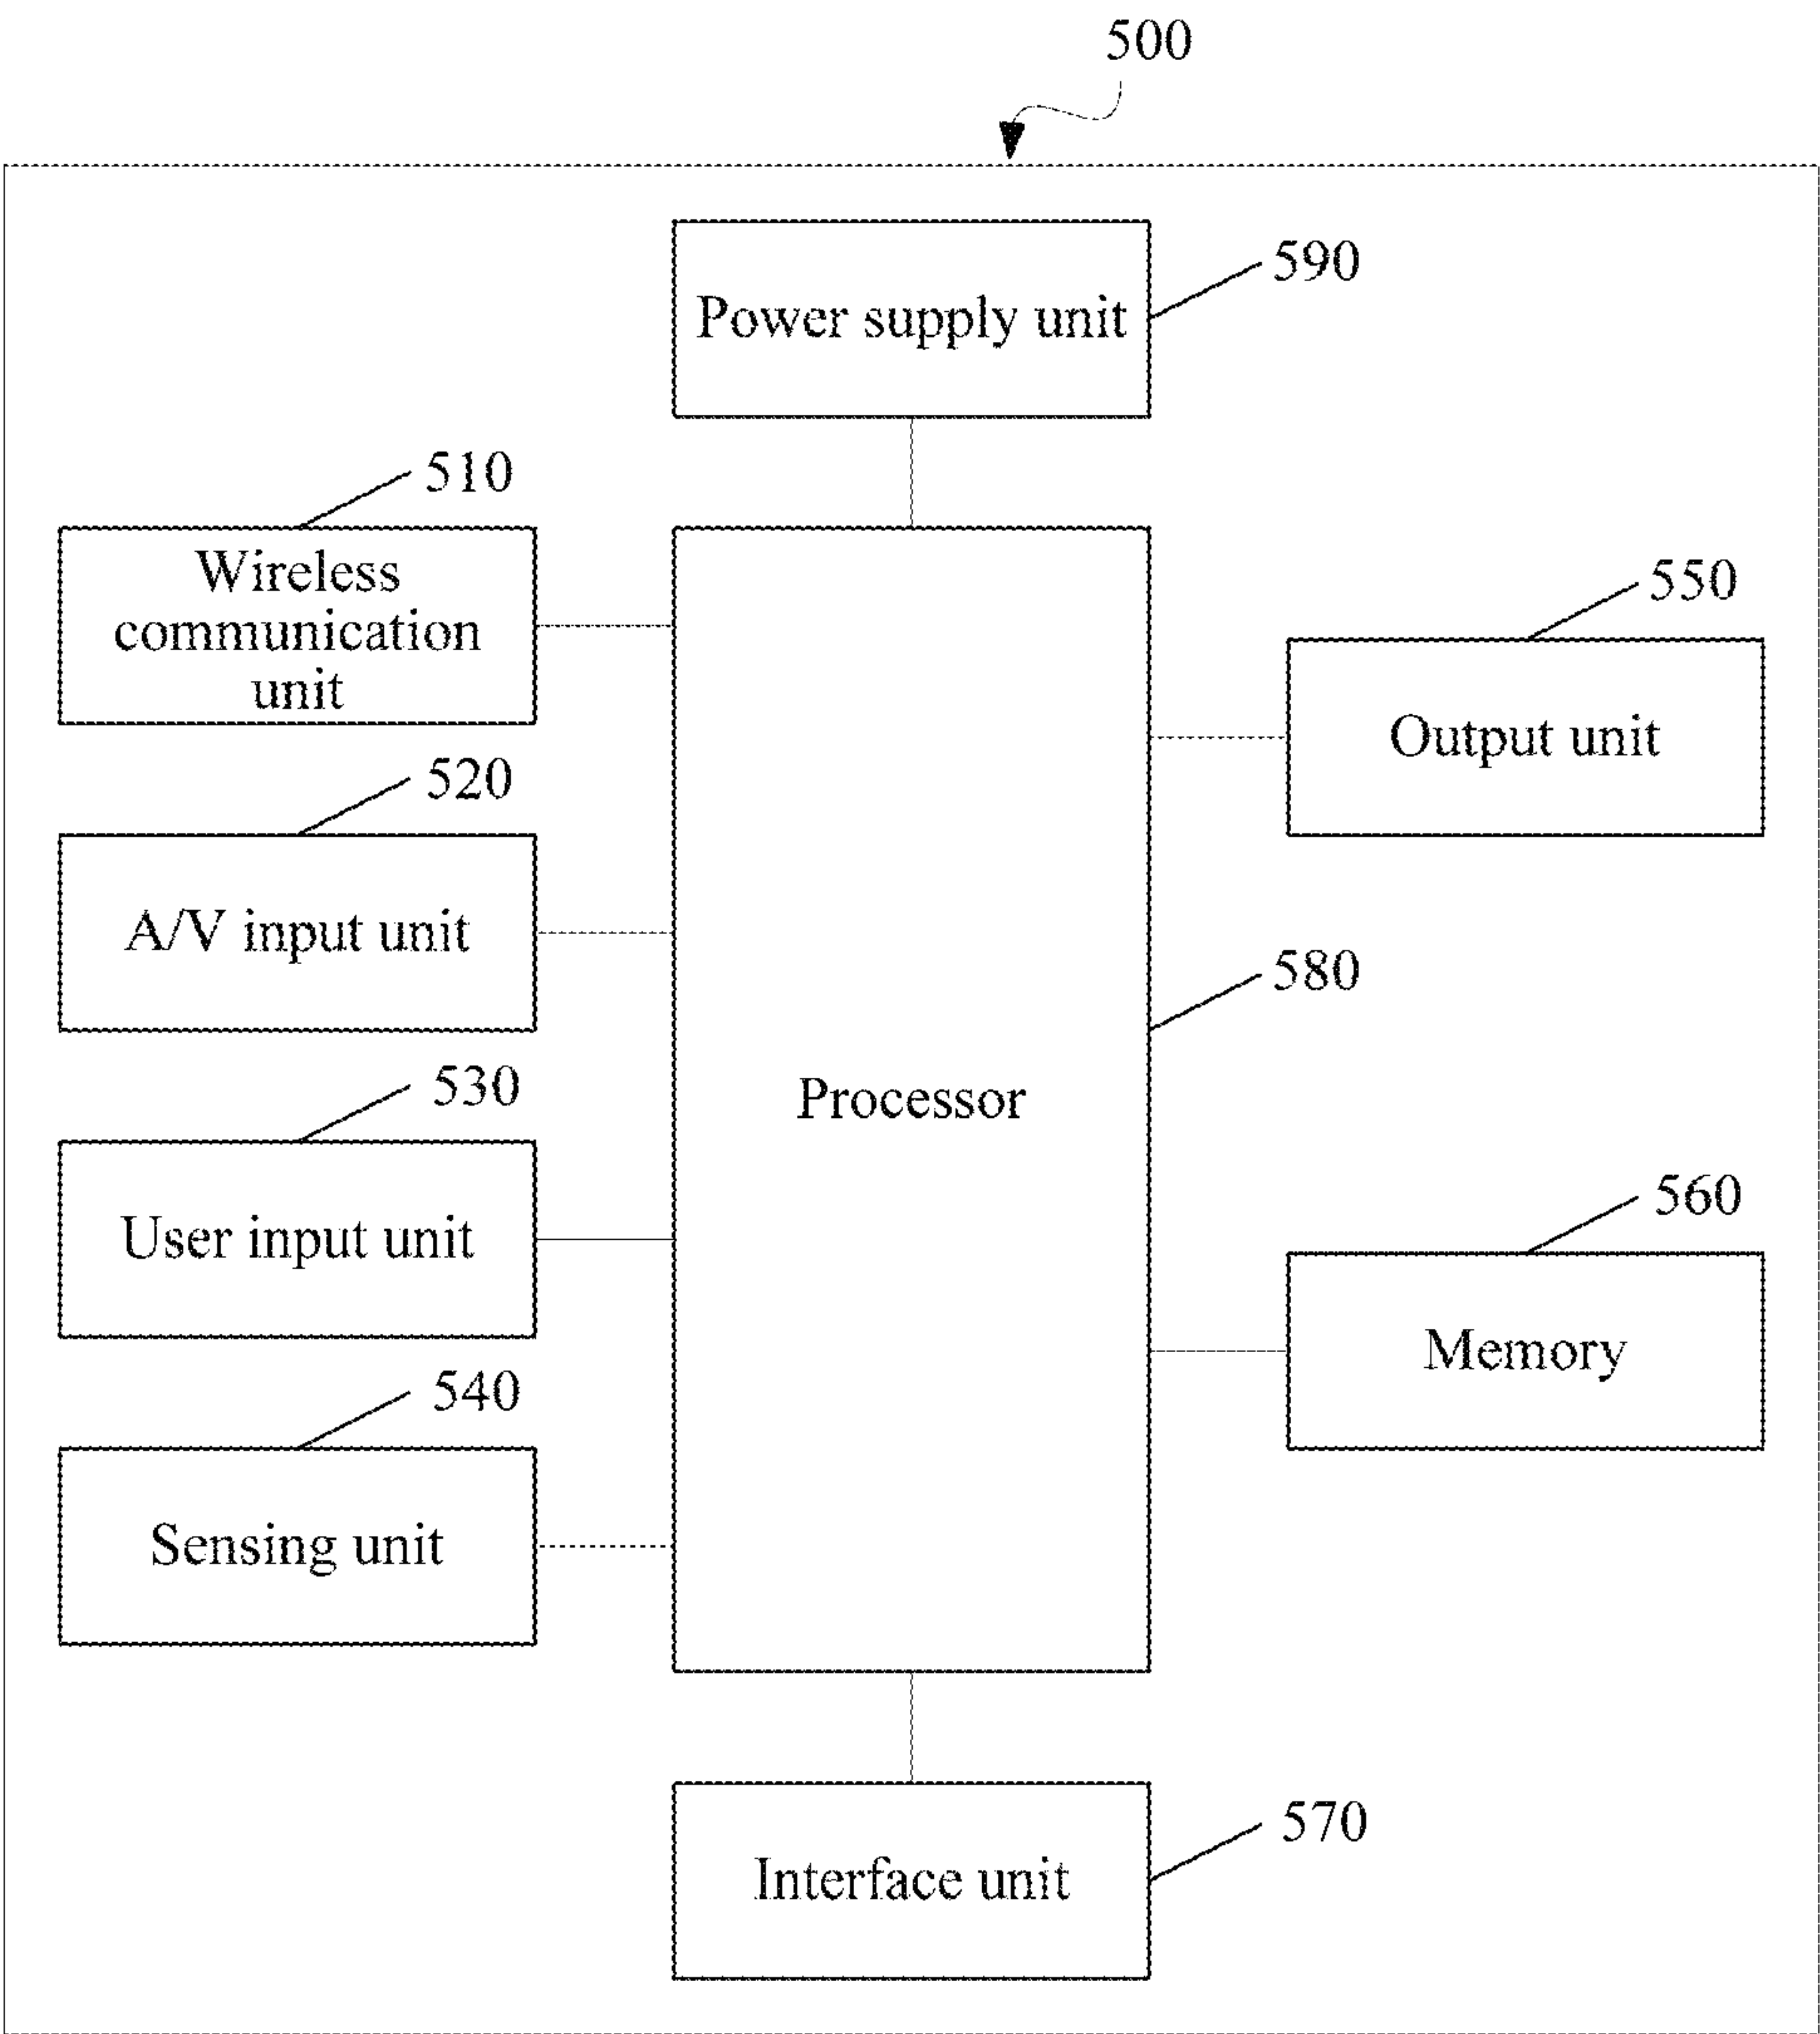 500
590
Power supply unit
510
Wireless
communication
unit
550
Output unit
520
A/V input unit
580
Processor
530
User input unit
560
Memory
540
Sensing unit
570
Interface unit